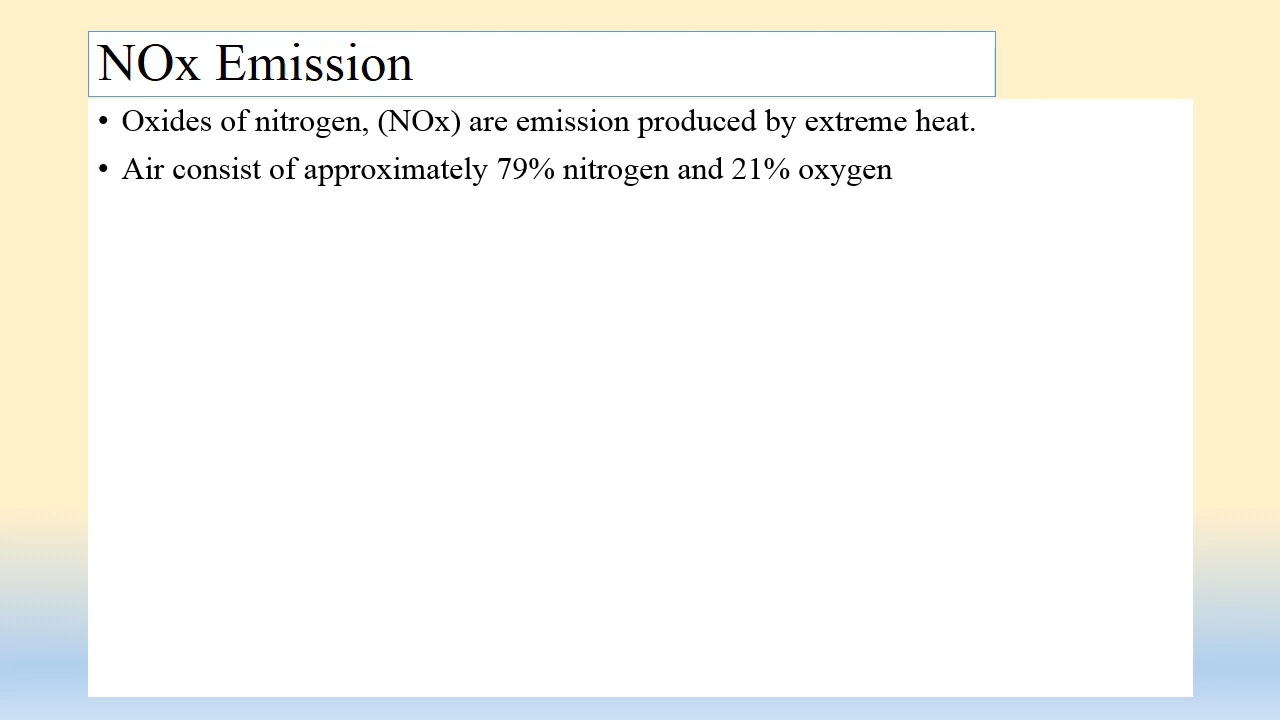 NOx Emission
• Oxides of nitrogen, (NOx) are emission produced by extreme heat.
• Air consist of approximately 79% nitrogen and 21% oxygen